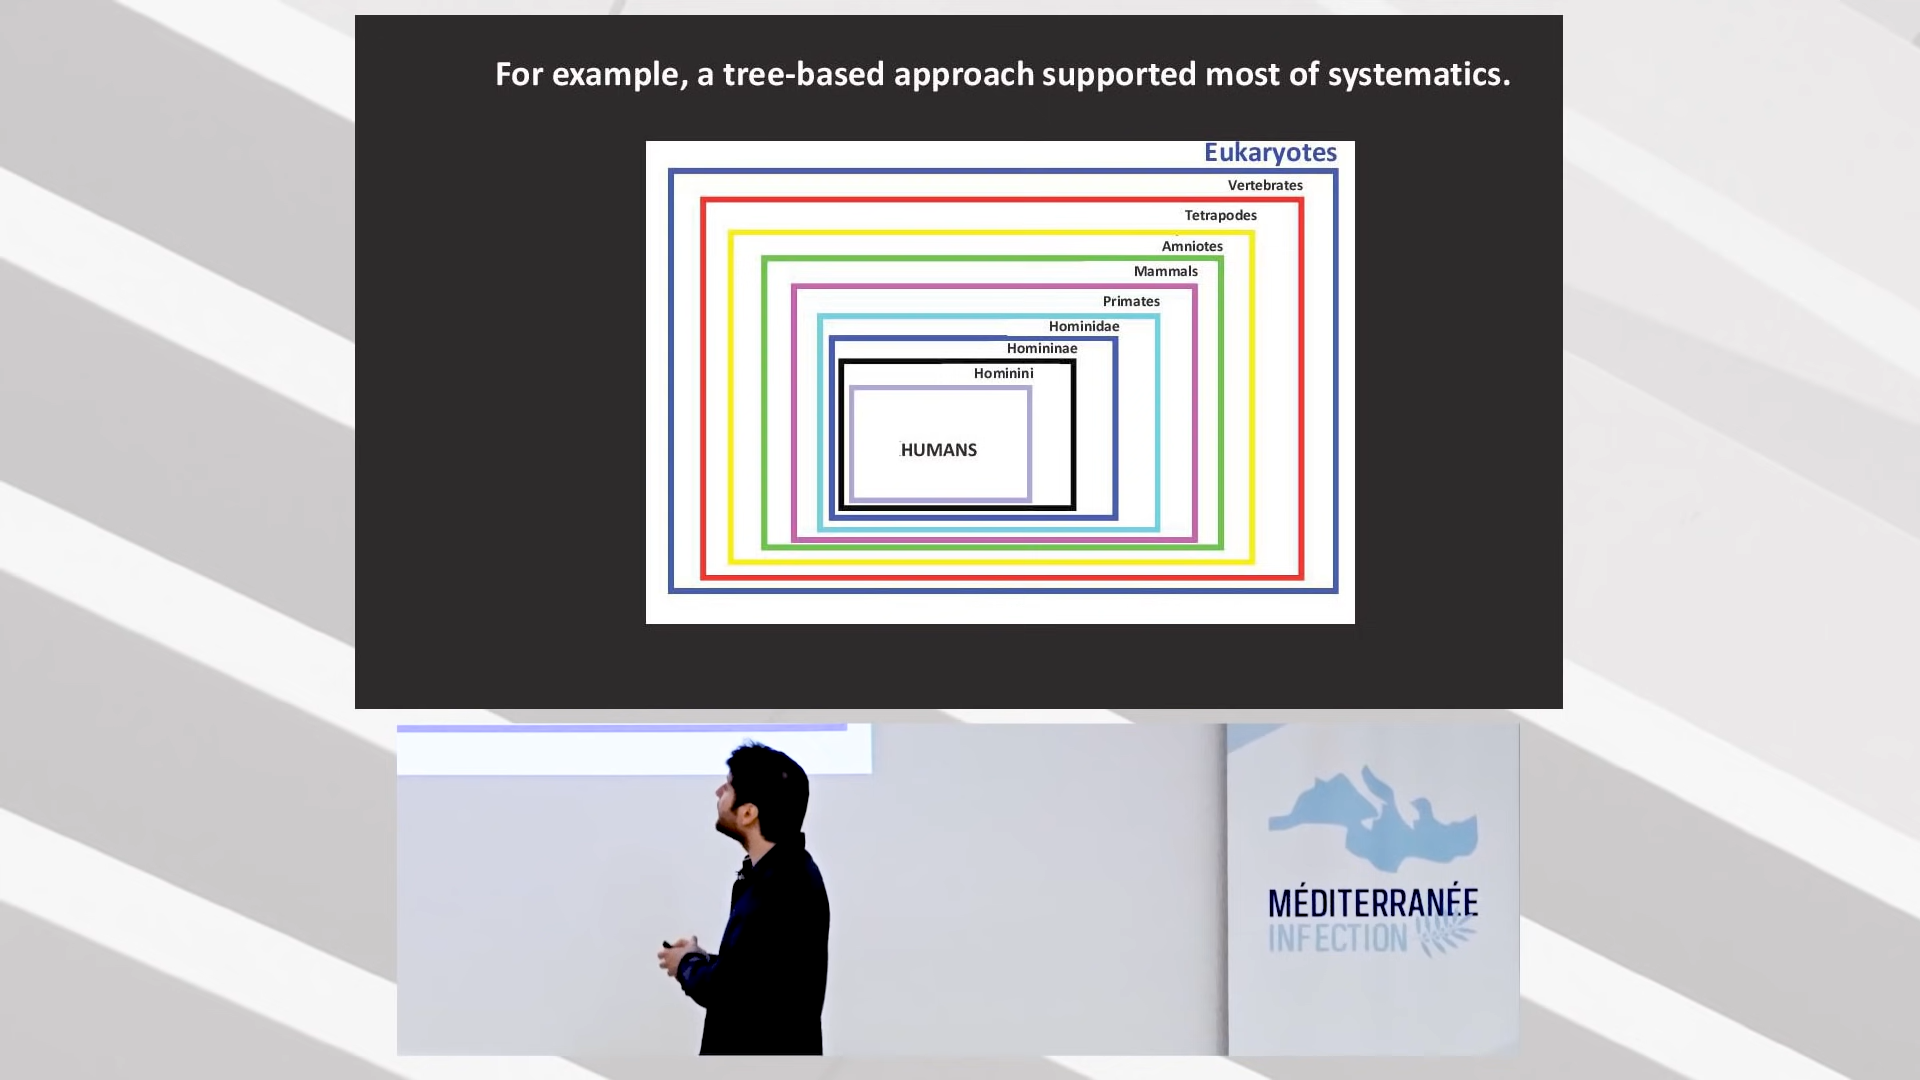 For example, a tree-based approach supported most of systematics.
Eukaryotes
Vertebrates
Tetrapodes
Amniotes
Mammals
Primates
Hominidae
Homininae
Hominini
HUMANS
MÉDITERRANÉE
INFECTION